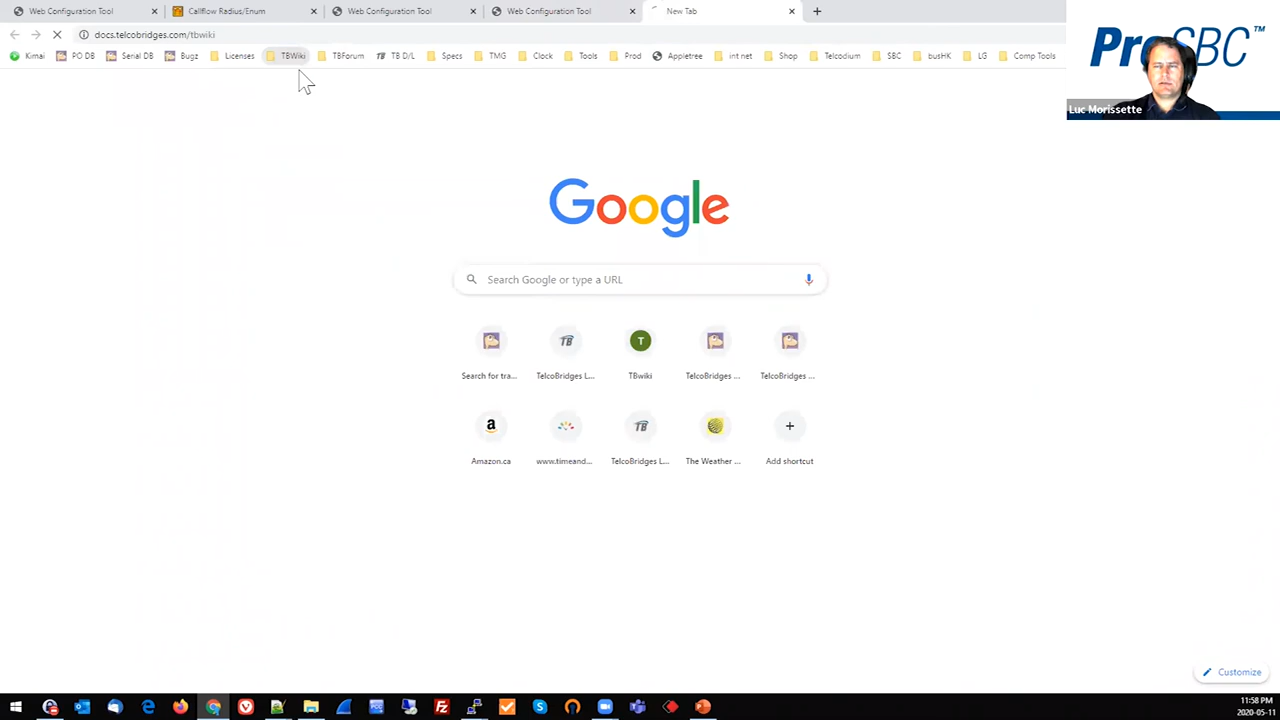 Web Configuration Tool
Callflow Radius/Enum
Web Configuration Tool
Web Configuration Tool
New Tab
docs.telcobridges.com/tbwiki
Kimai PO DB Serial DB Bugz Licenses TBWiki TBForum TB D/L Specs TMG Clock Tools Prod Appletree int net Shop Telcodium SBC busHK LG Comp Tools
ProSBC™
Luc Morissette
Google
Search Google or type a URL
T
Search for tra... TelcoBridges L... TBwiki TelcoBridges ... TelcoBridges ...
Amazon.ca www.timeand... TelcoBridges L... The Weather ... Add shortcut
Customize
11:58 PM
2020-05-11